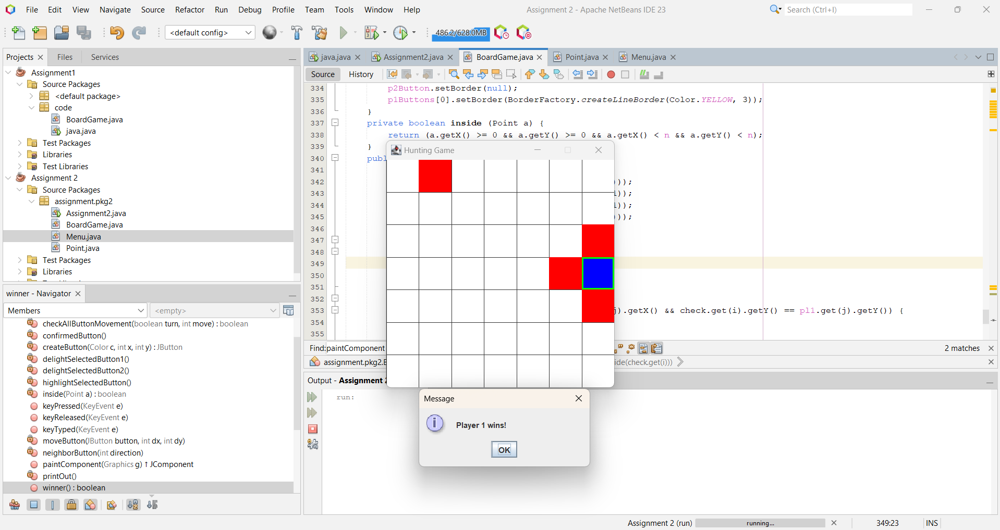 File Edit View Navigate Source Refactor Run Debug Profile Team Tools Window Help
Assignment 2 - Apache NetBeans IDE 23
Search (Ctrl+I)
<default config>
486.2/628.0MB
Projects Files Services
Assignment1
Source Packages
<default package>
code
BoardGame.java
java.java
Test Packages
Libraries
Test Libraries
Assignment 2
Source Packages
assignment.pkg2
Assignment2.java
BoardGame.java
Menu.java
Point.java
Test Packages
Libraries
winner - Navigator
Members
<empty>
checkAllButtonMovement(boolean turn, int move) : boolean
confirmedButton()
createButton(Color c, int x, int y) : JButton
delightSelectedButton1()
delightSelectedButton2()
highlightSelectedButton()
inside(Point a) : boolean
keyPressed(KeyEvent e)
keyReleased(KeyEvent e)
keyTyped(KeyEvent e)
moveButton(JButton button, int dx, int dy)
neighborButton(int direction)
paintComponent(Graphics g) ↑ JComponent
printOut()
winner() : boolean
java.java Assignment2.java BoardGame.java Point.java Menu.java
Source History
334 p2Button.setBorder(null);
335 p1Buttons[0].setBorder(BorderFactory.createLineBorder(Color.YELLOW, 3));
336 }
337 private boolean inside (Point a) {
338 return (a.getX() >= 0 && a.getY() >= 0 && a.getX() < n && a.getY() < n);
339 }
340 publ
341
342 ));
343 ));
344 ));
345 ));
346
347
348
349
350
351
352
353 j).getX() && check.get(i).getY() == pl1.get(j).getY()) {
354
355
Hunting Game
Find: paintComponent
2 matches
assignment.pkg2.
ide(check.get(i)))
Output - Assignment 2
run:
Message
Player 1 wins!
OK
Assignment 2 (run) running... 349:23 INS